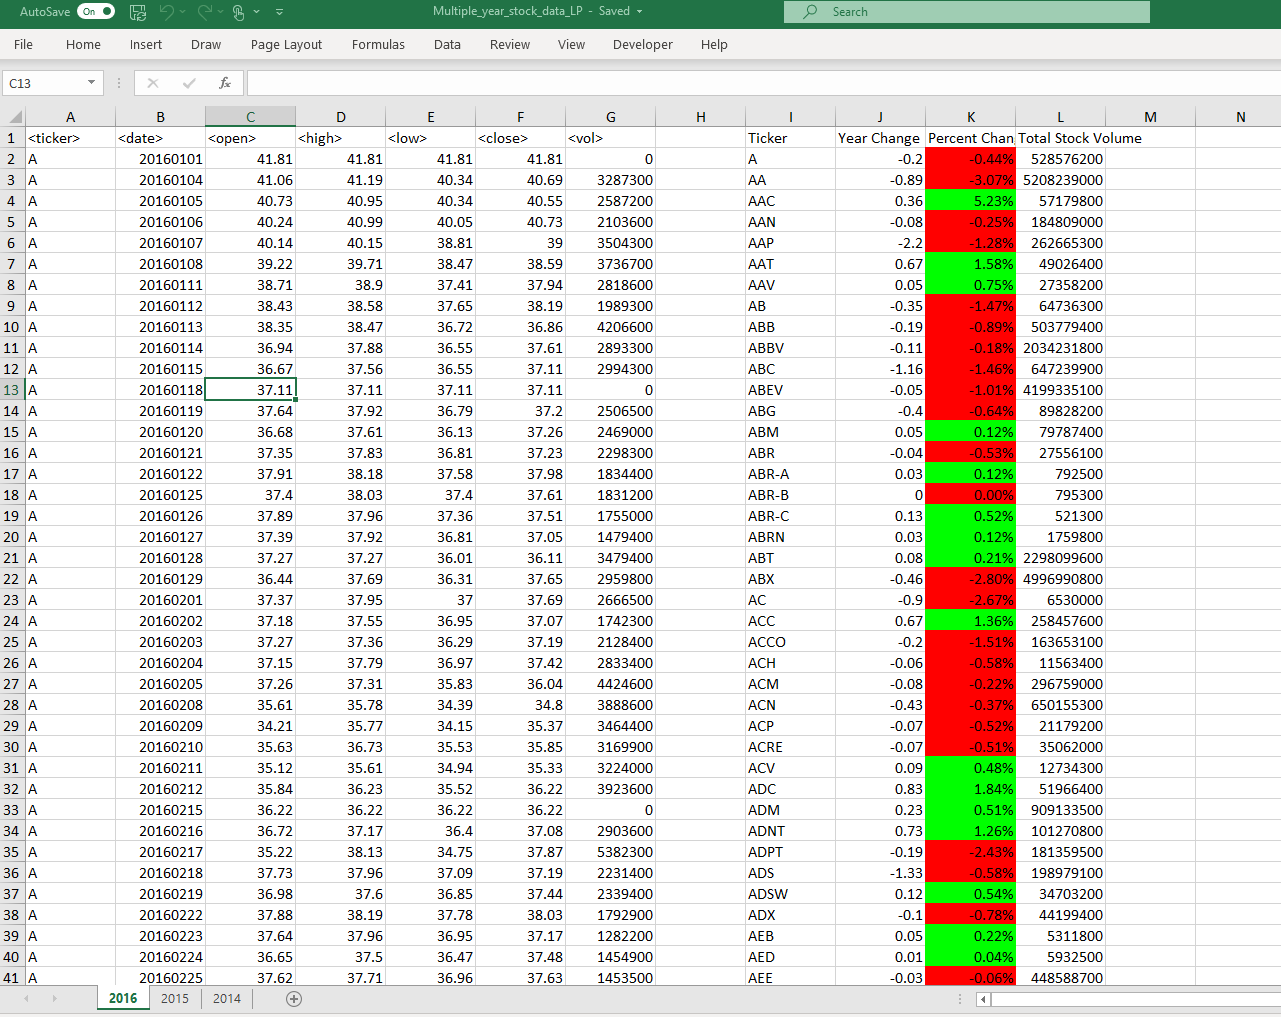 AutoSave On Multiple_year_stock_data_LP - Saved Search
File Home Insert Draw Page Layout Formulas Data Review View Developer Help
C13 fx
A B C D E F G H I J K L M N
1 <ticker> <date> <open> <high> <low> <close> <vol> Ticker Year Change Percent Chan Total Stock Volume
2 A 20160101 41.81 41.81 41.81 41.81 0 A -0.2 -0.44% 528576200
3 A 20160104 41.06 41.19 40.34 40.69 3287300 AA -0.89 -3.07% 5208239000
4 A 20160105 40.73 40.95 40.34 40.55 2587200 AAC 0.36 5.23% 57179800
5 A 20160106 40.24 40.99 40.05 40.73 2103600 AAN -0.08 -0.25% 184809000
6 A 20160107 40.14 40.15 38.81 39 3504300 AAP -2.2 -1.28% 262665300
7 A 20160108 39.22 39.71 38.47 38.59 3736700 AAT 0.67 1.58% 49026400
8 A 20160111 38.71 38.9 37.41 37.94 2818600 AAV 0.05 0.75% 27358200
9 A 20160112 38.43 38.58 37.65 38.19 1989300 AB -0.35 -1.47% 64736300
10 A 20160113 38.35 38.47 36.72 36.86 4206600 ABB -0.19 -0.89% 503779400
11 A 20160114 36.94 37.88 36.55 37.61 2893300 ABBV -0.11 -0.18% 2034231800
12 A 20160115 36.67 37.56 36.55 37.11 2994300 ABC -1.16 -1.46% 647239900
13 A 20160118 37.11 37.11 37.11 37.11 0 ABEV -0.05 -1.01% 4199335100
14 A 20160119 37.64 37.92 36.79 37.2 2506500 ABG -0.4 -0.64% 89828200
15 A 20160120 36.68 37.61 36.13 37.26 2469000 ABM 0.05 0.12% 79787400
16 A 20160121 37.35 37.83 36.81 37.23 2298300 ABR -0.04 -0.53% 27556100
17 A 20160122 37.91 38.18 37.58 37.98 1834400 ABR-A 0.03 0.12% 792500
18 A 20160125 37.4 38.03 37.4 37.61 1831200 ABR-B 0 0.00% 795300
19 A 20160126 37.89 37.96 37.36 37.51 1755000 ABR-C 0.13 0.52% 521300
20 A 20160127 37.39 37.92 36.81 37.05 1479400 ABRN 0.03 0.12% 1759800
21 A 20160128 37.27 37.27 36.01 36.11 3479400 ABT 0.08 0.21% 2298099600
22 A 20160129 36.44 37.69 36.31 37.65 2959800 ABX -0.46 -2.80% 4996990800
23 A 20160201 37.37 37.95 37 37.69 2666500 AC -0.9 -2.67% 6530000
24 A 20160202 37.18 37.55 36.95 37.07 1742300 ACC 0.67 1.36% 258457600
25 A 20160203 37.27 37.36 36.29 37.19 2128400 ACCO -0.2 -1.51% 163653100
26 A 20160204 37.15 37.79 36.97 37.42 2833400 ACH -0.06 -0.58% 11563400
27 A 20160205 37.26 37.31 35.83 36.04 4424600 ACM -0.08 -0.22% 296759000
28 A 20160208 35.61 35.78 34.39 34.8 3888600 ACN -0.43 -0.37% 650155300
29 A 20160209 34.21 35.77 34.15 35.37 3464400 ACP -0.07 -0.52% 21179200
30 A 20160210 35.63 36.73 35.53 35.85 3169900 ACRE -0.07 -0.51% 35062000
31 A 20160211 35.12 35.61 34.94 35.33 3224000 ACV 0.09 0.48% 12734300
32 A 20160212 35.84 36.23 35.52 36.22 3923600 ADC 0.83 1.84% 51966400
33 A 20160215 36.22 36.22 36.22 36.22 0 ADM 0.23 0.51% 909133500
34 A 20160216 36.72 37.17 36.4 37.08 2903600 ADNT 0.73 1.26% 101270800
35 A 20160217 35.22 38.13 34.75 37.87 5382300 ADPT -0.19 -2.43% 181359500
36 A 20160218 37.73 37.96 37.09 37.19 2231400 ADS -1.33 -0.58% 198979100
37 A 20160219 36.98 37.6 36.85 37.44 2339400 ADSW 0.12 0.54% 34703200
38 A 20160222 37.88 38.19 37.78 38.03 1792900 ADX -0.1 -0.78% 44199400
39 A 20160223 37.64 37.96 36.95 37.17 1282200 AEB 0.05 0.22% 5311800
40 A 20160224 36.65 37.5 36.47 37.48 1454900 AED 0.01 0.04% 5932500
41 A 20160225 37.62 37.71 36.96 37.63 1453500 AEE -0.03 -0.06% 448588700
2016 2015 2014